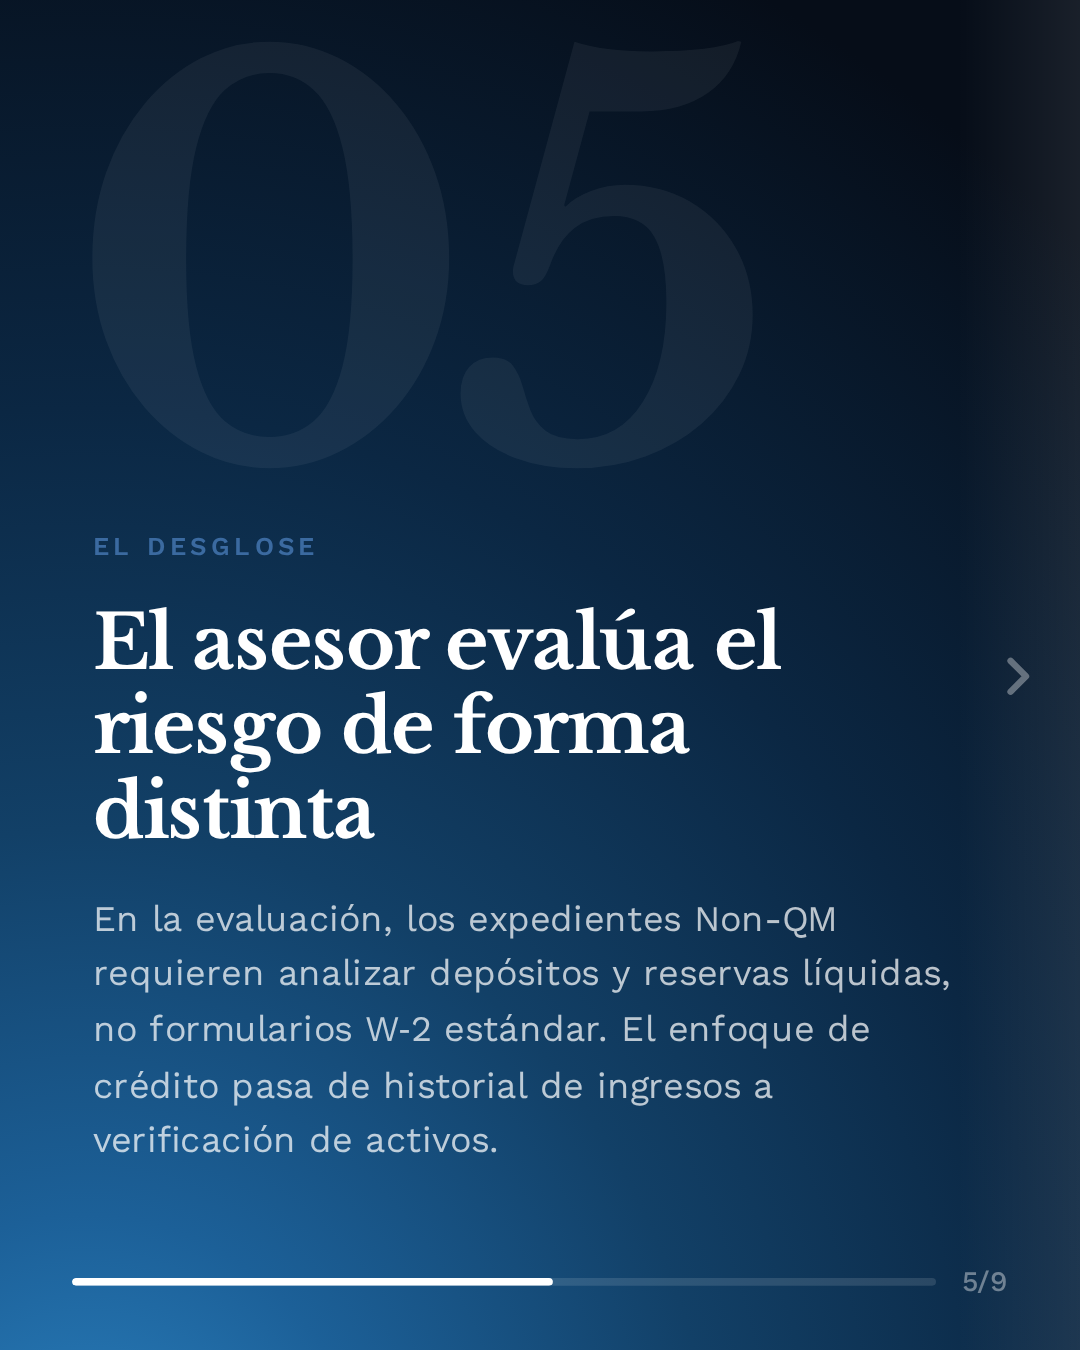 05
EL DESGLOSE
El asesor evalúa el
riesgo de forma
distinta
En la evaluación, los expedientes Non-QM
requieren analizar depósitos y reservas líquidas,
no formularios W-2 estándar. El enfoque de
crédito pasa de historial de ingresos a
verificación de activos.
5/9